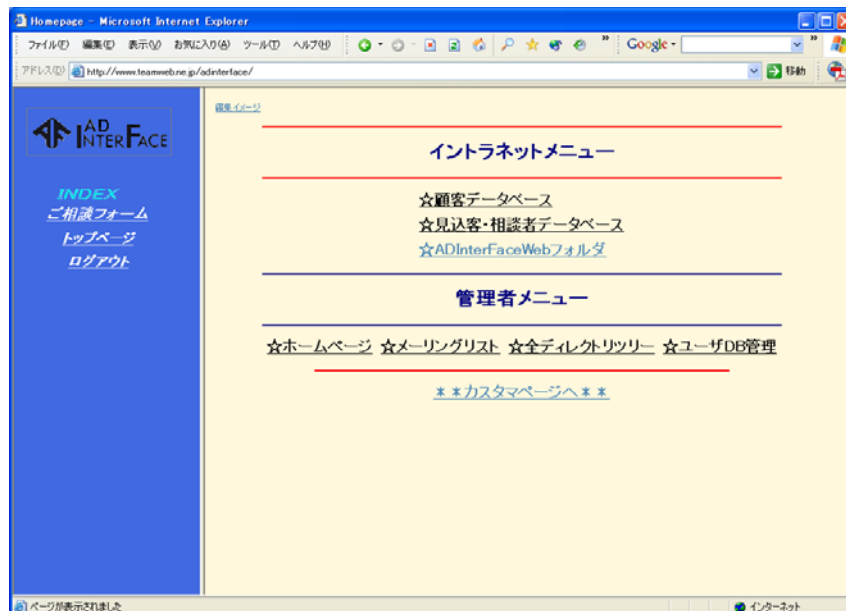 Homepage - Microsoft Internet Explorer
ファイル(F) 編集(E) 表示(V) お気に入り(A) ツール(T) ヘルプ(H) » Google -
アドレス(D) http://www.teamweb.ne.jp/adinterface/ 移動
AD
INTERFACE
INDEX
ご相談フォーム
トップページ
ログアウト
編集イメージ
イントラネットメニュー
☆顧客データベース
☆見込客・相談者データベース
☆ADInterFaceWebフォルダ
管理者メニュー
☆ホームページ ☆メーリングリスト ☆全ディレクトリツリー ☆ユーザDB管理
**カスタマページへ**
ページが表示されました インターネット